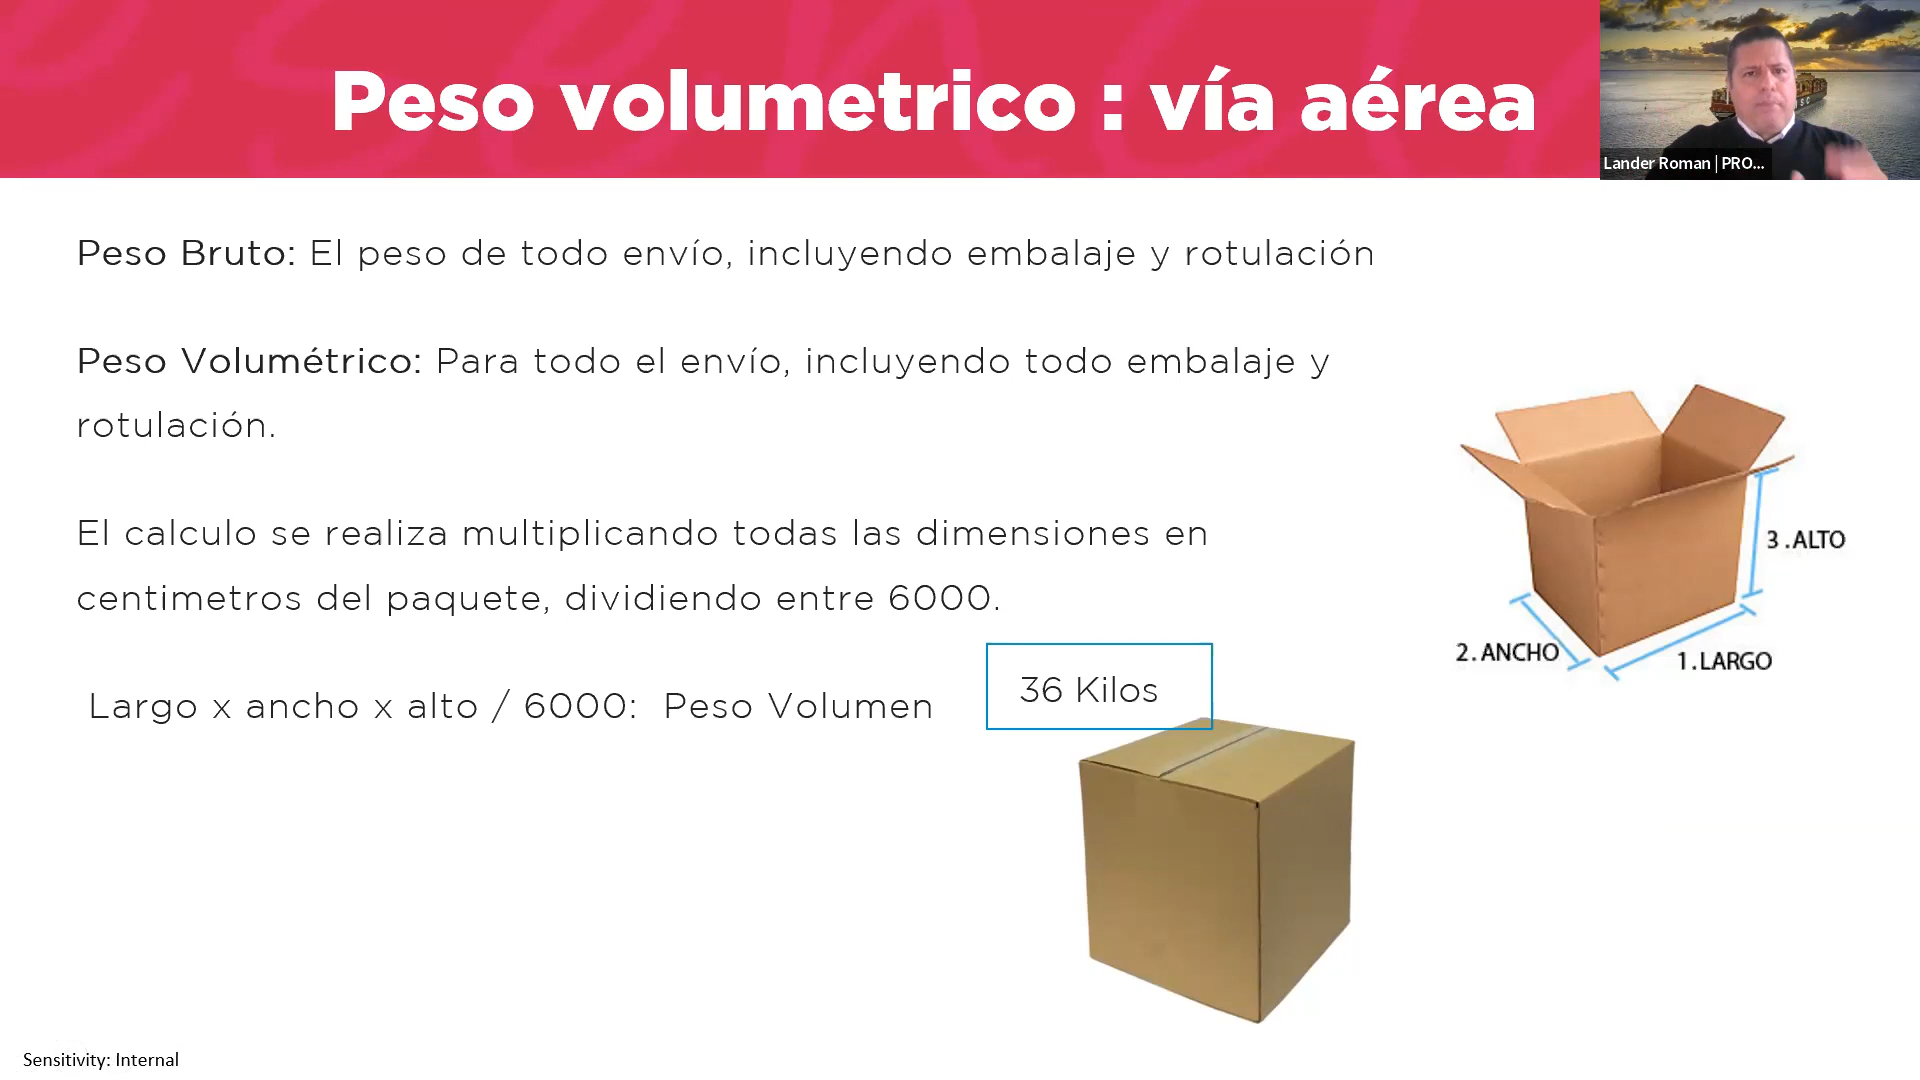 Peso volumetrico : vía aérea
Lander Roman | PRO...
Peso Bruto: El peso de todo envío, incluyendo embalaje y rotulación
Peso Volumétrico: Para todo el envío, incluyendo todo embalaje y
rotulación.
El calculo se realiza multiplicando todas las dimensiones en
centimetros del paquete, dividiendo entre 6000.
Largo x ancho x alto / 6000: Peso Volumen
36 Kilos
3.ALTO
2.ANCHO
1.LARGO
Sensitivity: Internal